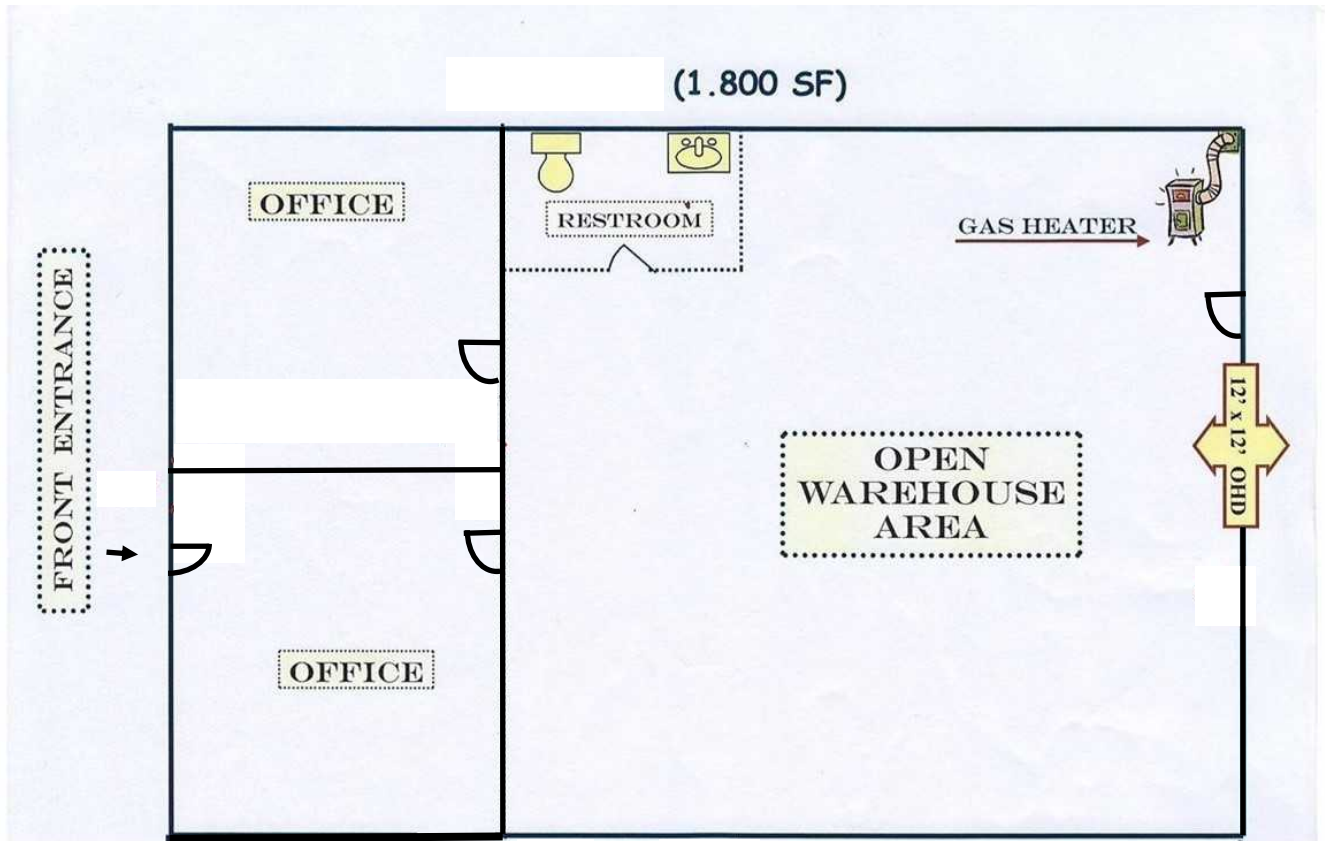 (1.800 SF)
OFFICE
RESTROOM
GAS HEATER
FRONT ENTRANCE
12' x 12' OHD
OPEN
WAREHOUSE
AREA
OFFICE